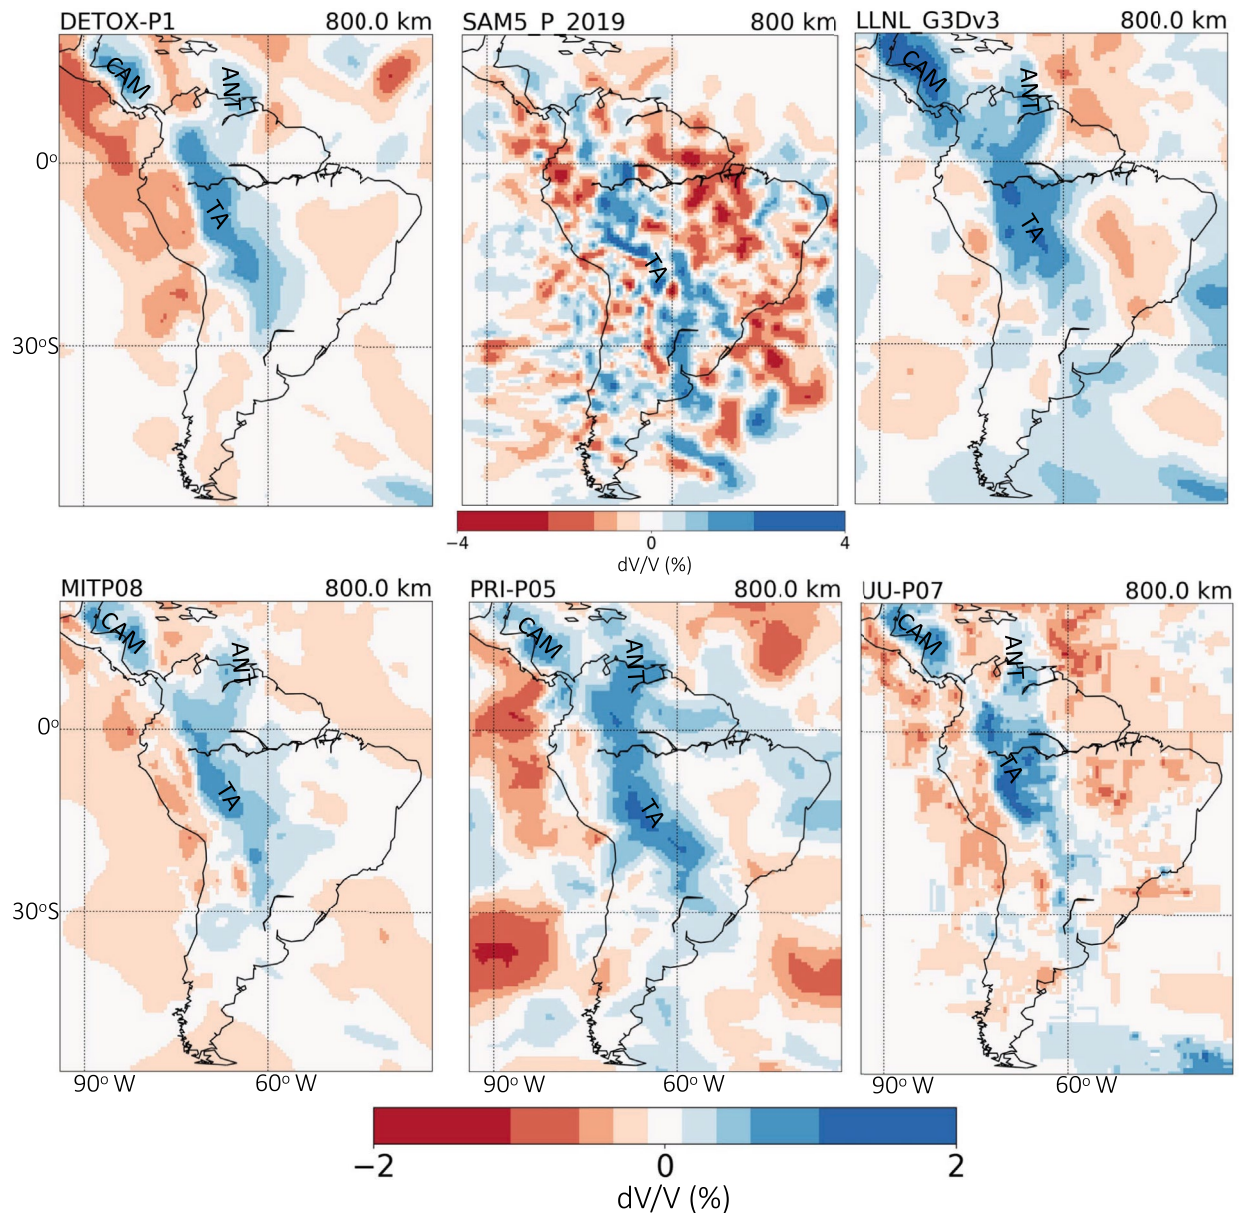 DETOX-P1 800.0 km
SAM5_P_2019 800 km
LLNL_G3Dv3 800.0 km
CAM ANT TA
TA
CAM ANT TA
0°
30°S
−4 0 4
dV/V (%)
MITP08 800.0 km
PRI-P05 800.0 km
UU-P07 800.0 km
CAM ANT TA
CAM ANT TA
CAM ANT TA
0°
30°S
90° W 60° W
90° W 60° W
90° W 60° W
−2 0 2
dV/V (%)